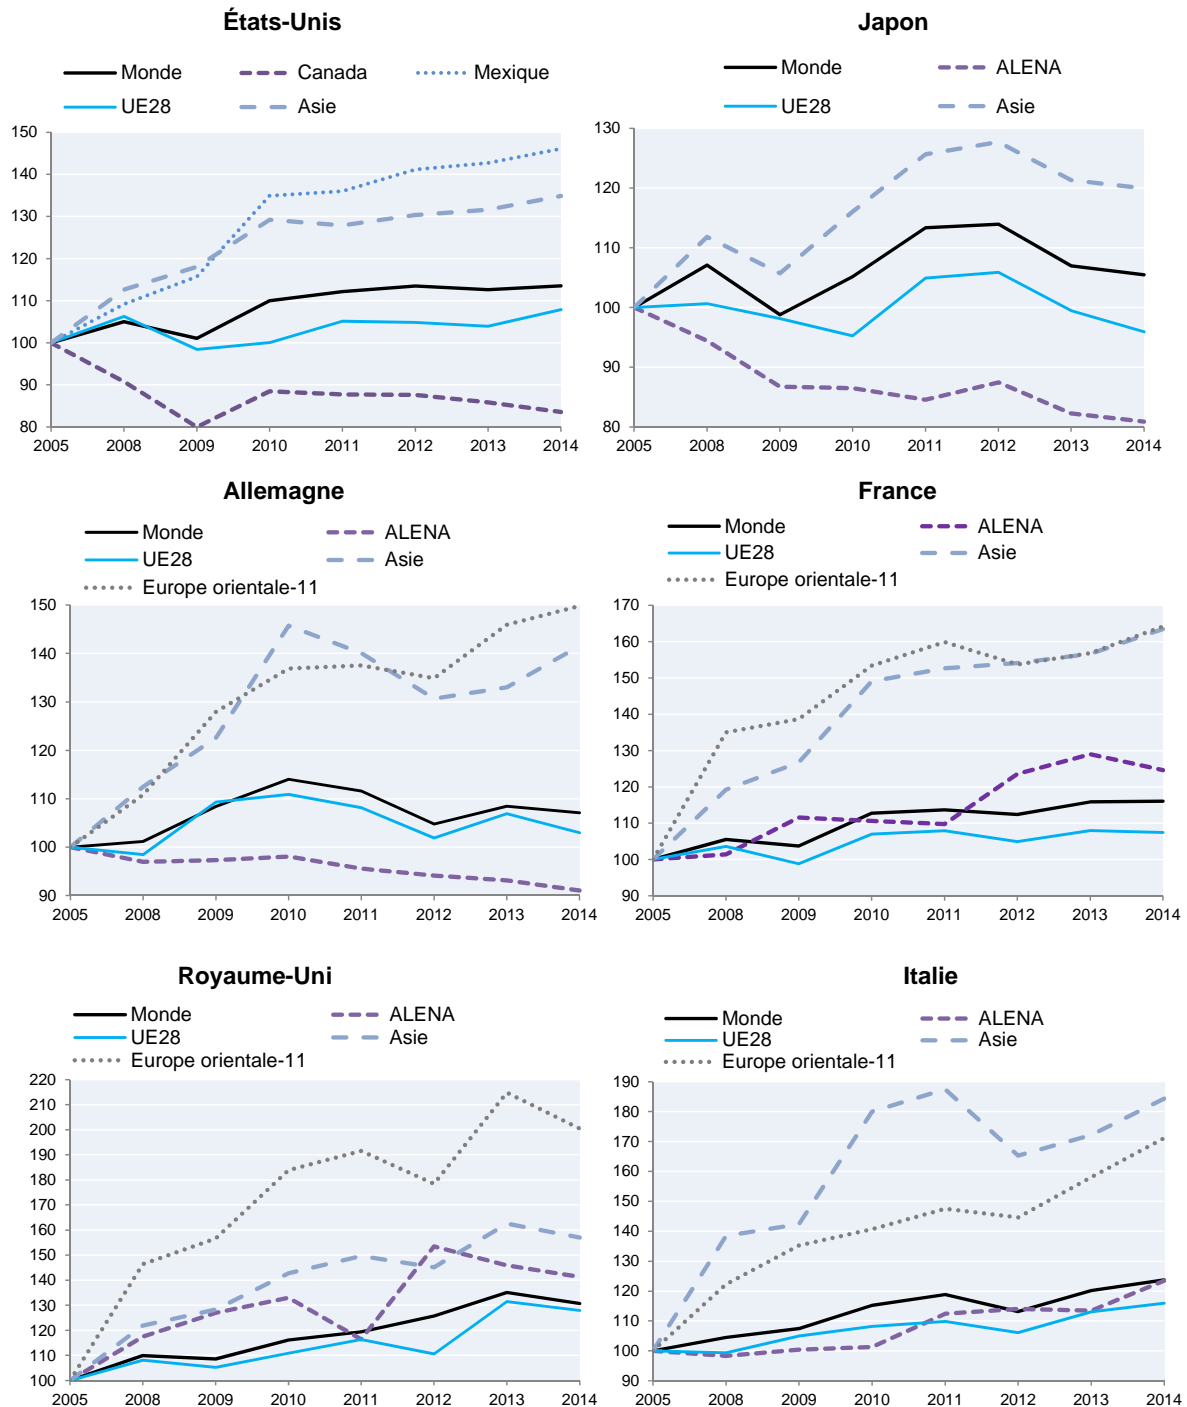 États-Unis
Monde Canada Mexique
UE28 Asie
150
140
130
120
110
100
90
80
2005 2008 2009 2010 2011 2012 2013 2014
Japon
Monde ALENA
UE28 Asie
130
120
110
100
90
80
2005 2008 2009 2010 2011 2012 2013 2014
Allemagne
Monde ALENA
UE28 Asie
Europe orientale-11
150
140
130
120
110
100
90
2005 2008 2009 2010 2011 2012 2013 2014
France
Monde ALENA
UE28 Asie
Europe orientale-11
170
160
150
140
130
120
110
100
90
2005 2008 2009 2010 2011 2012 2013 2014
Royaume-Uni
Monde ALENA
UE28 Asie
Europe orientale-11
220
210
200
190
180
170
160
150
140
130
120
110
100
2005 2008 2009 2010 2011 2012 2013 2014
Italie
Monde ALENA
UE28 Asie
Europe orientale-11
190
180
170
160
150
140
130
120
110
100
90
2005 2008 2009 2010 2011 2012 2013 2014